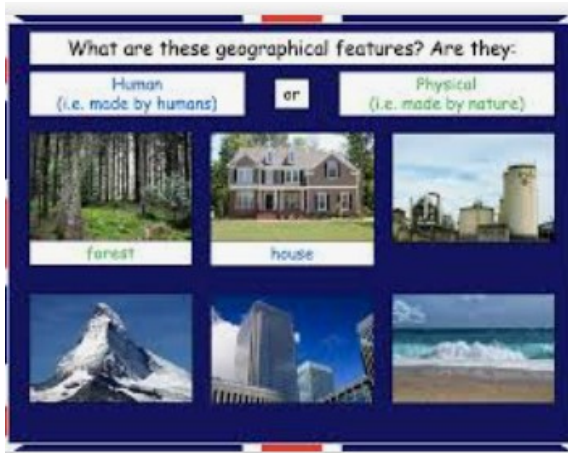 What are these geographical features? Are they:
Human
(i.e. made by humans)
or
Physical
(i.e. made by nature)
forest
house